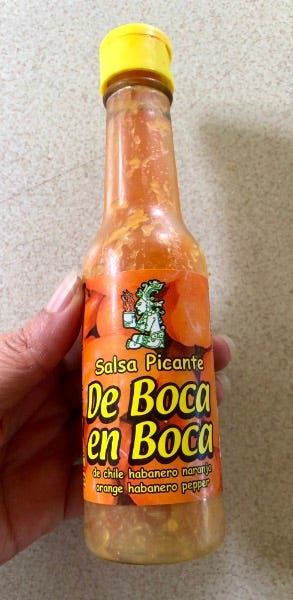 Salsa Picante
De Boca
en Boca
de chile habanero naranja
orange habanero pepper